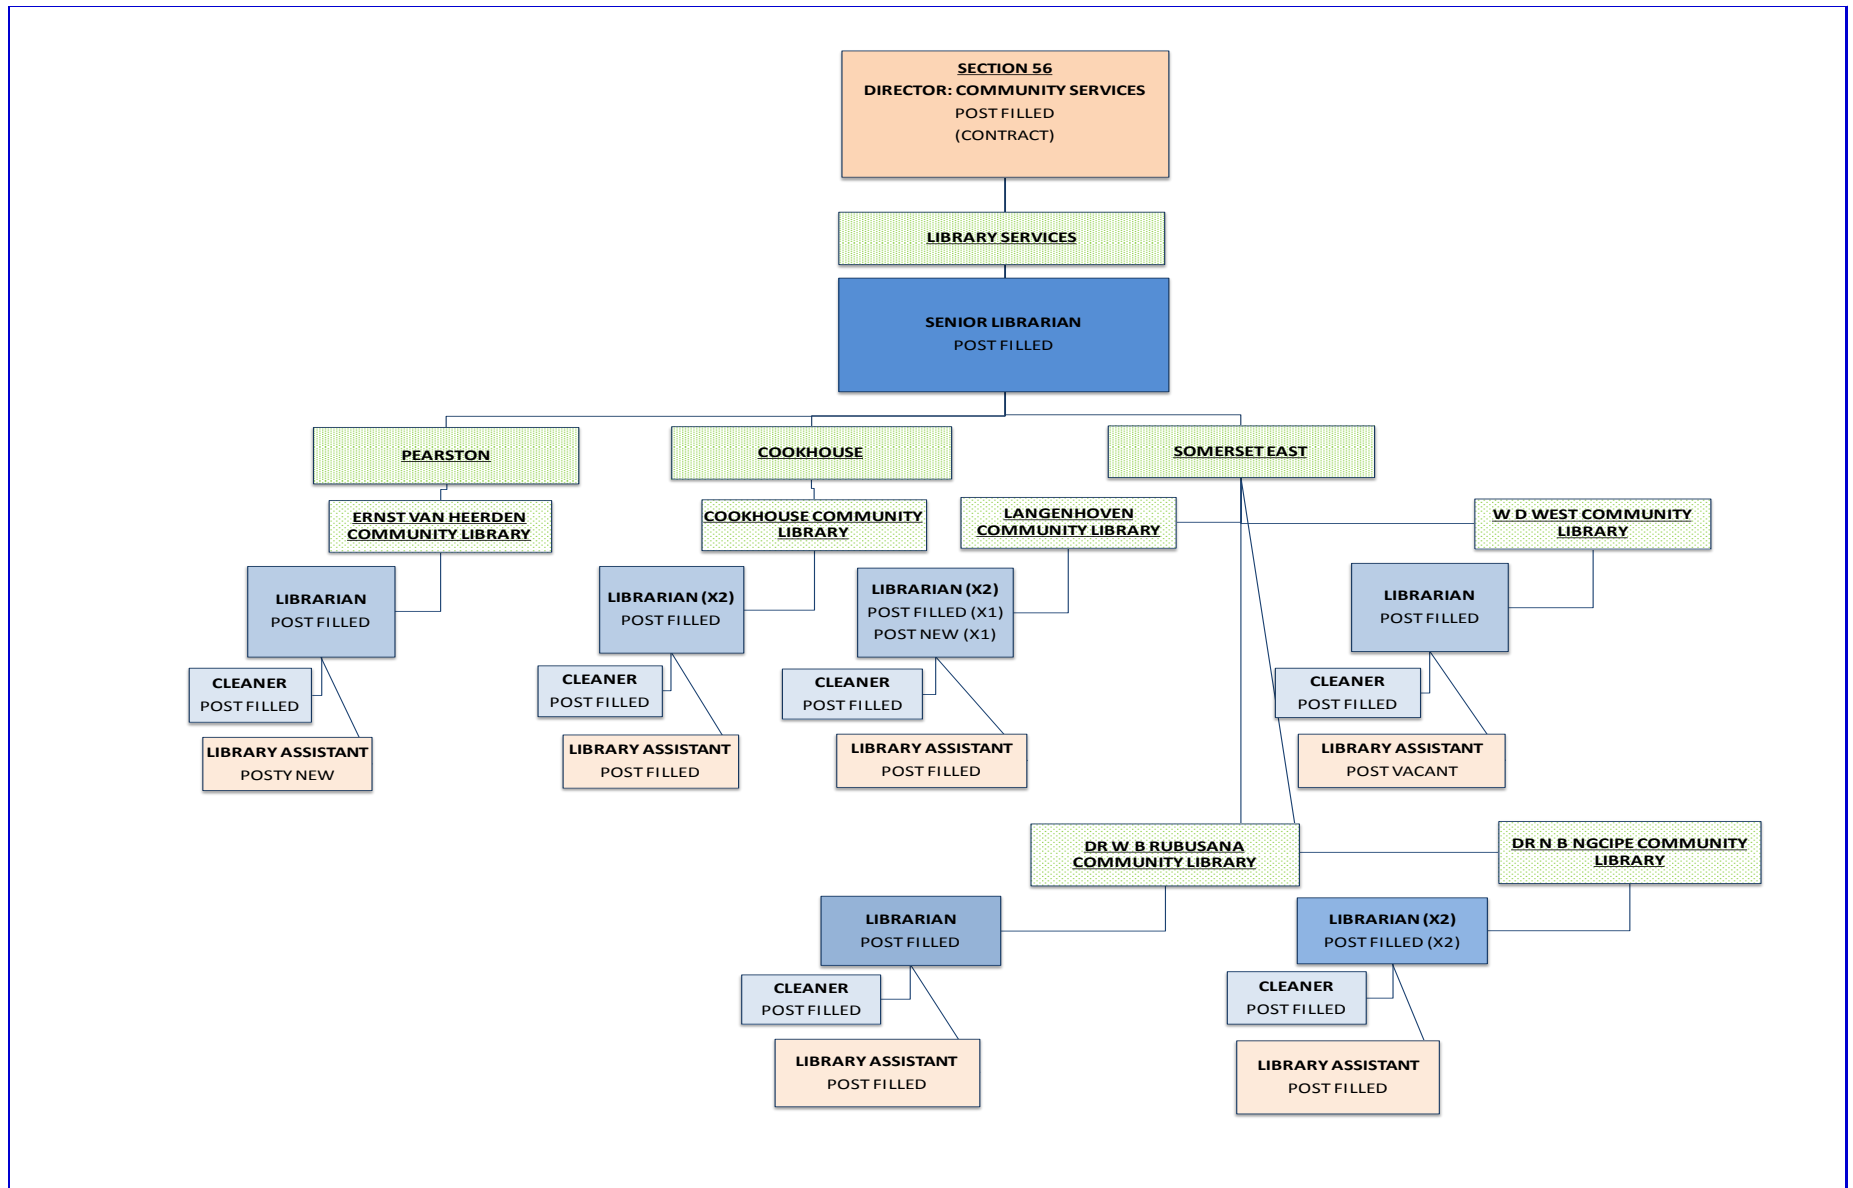 SECTION 56
DIRECTOR: COMMUNITY SERVICES
POST FILLED
(CONTRACT)
LIBRARY SERVICES
SENIOR LIBRARIAN
POST FILLED
PEARSTON
COOKHOUSE
SOMERSET EAST
ERNST VAN HEERDEN
COMMUNITY LIBRARY
COOKHOUSE COMMUNITY
LIBRARY
LANGENHOVEN
COMMUNITY LIBRARY
W D WEST COMMUNITY
LIBRARY
LIBRARIAN
POST FILLED
LIBRARIAN (X2)
POST FILLED
LIBRARIAN (X2)
POST FILLED (X1)
POST NEW (X1)
LIBRARIAN
POST FILLED
CLEANER
POST FILLED
CLEANER
POST FILLED
CLEANER
POST FILLED
CLEANER
POST FILLED
LIBRARY ASSISTANT
POSTY NEW
LIBRARY ASSISTANT
POST FILLED
LIBRARY ASSISTANT
POST FILLED
LIBRARY ASSISTANT
POST VACANT
DR W B RUBUSANA
COMMUNITY LIBRARY
DR N B NGCIPE COMMUNITY
LIBRARY
LIBRARIAN
POST FILLED
LIBRARIAN (X2)
POST FILLED (X2)
CLEANER
POST FILLED
CLEANER
POST FILLED
LIBRARY ASSISTANT
POST FILLED
LIBRARY ASSISTANT
POST FILLED